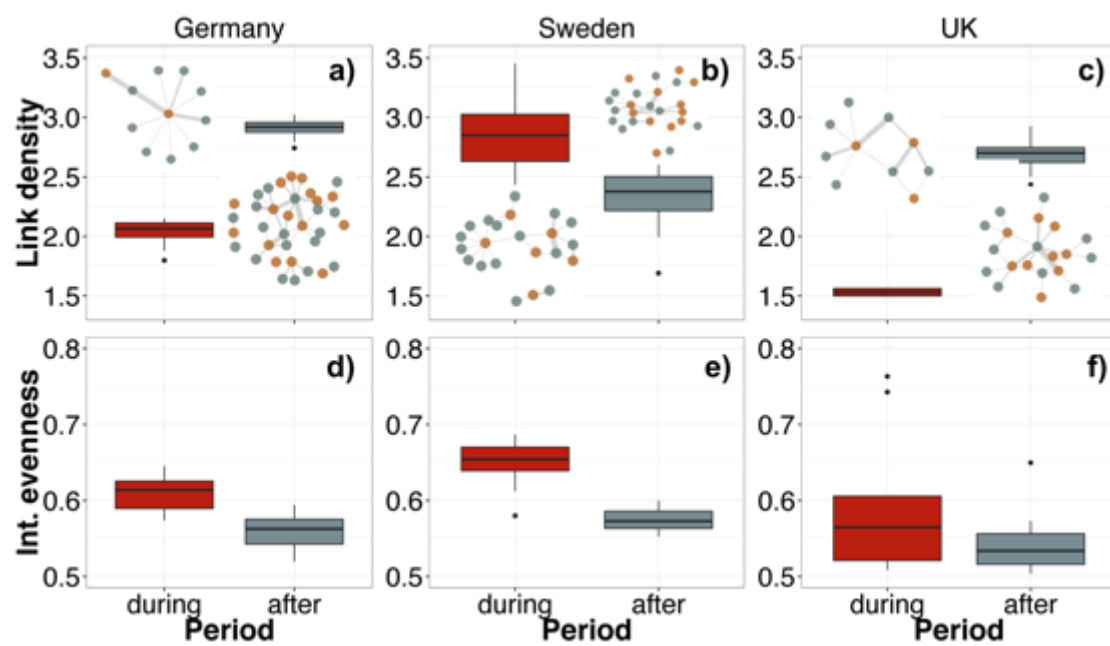 Germany Sweden UK
Link density
3.5 a) 3.5 b) 3.5 c)
3.0 3.0 3.0
2.5 2.5 2.5
2.0 2.0 2.0
1.5 1.5 1.5
Int. evenness
0.8 d) 0.8 e) 0.8 f)
0.7 0.7 0.7
0.6 0.6 0.6
0.5 0.5 0.5
during after during after during after
Period Period Period